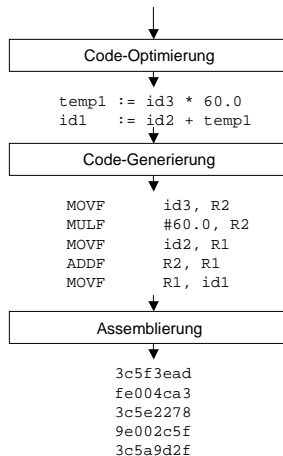 Code-Optimierung
temp1 := id3 * 60.0
id1 := id2 + temp1
Code-Generierung
MOVF id3, R2
MULF #60.0, R2
MOVF id2, R1
ADDF R2, R1
MOVF R1, id1
Assemblierung
3c5f3ead
fe004ca3
3c5e2278
9e002c5f
3c5a9d2f